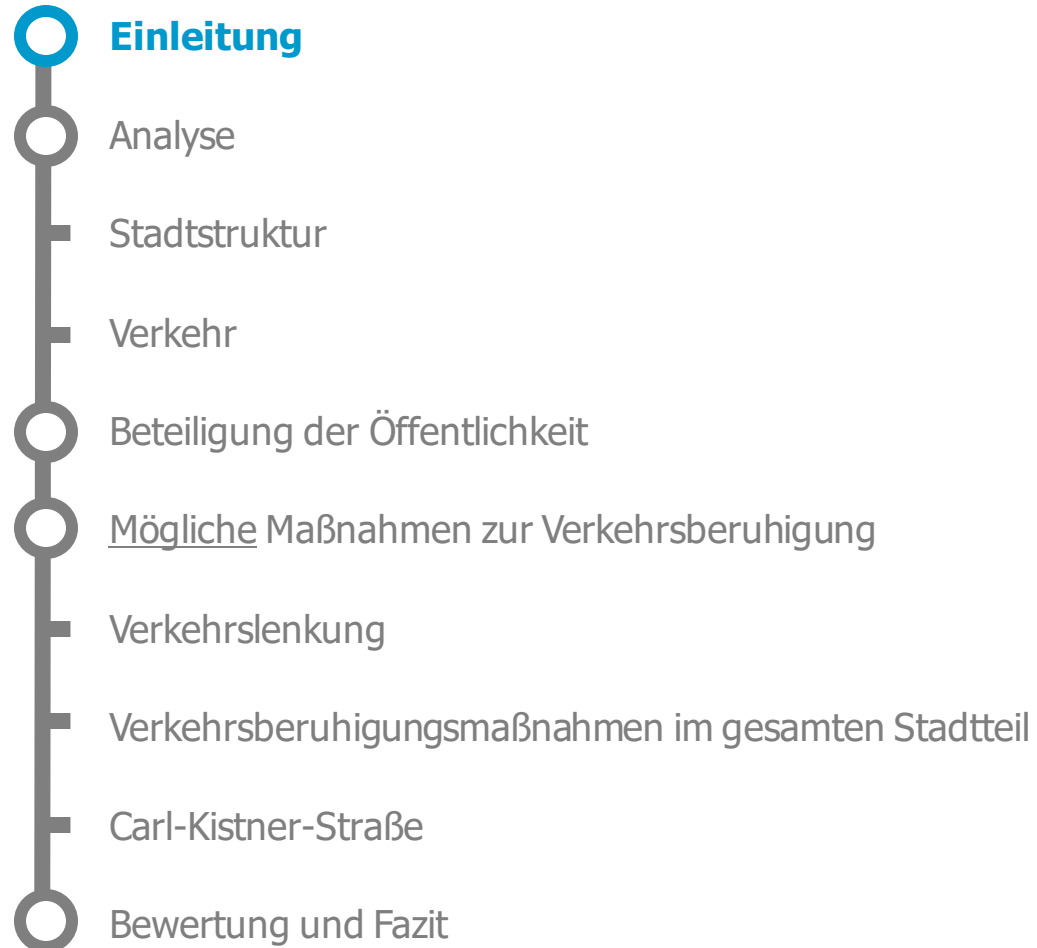 Einleitung
Analyse
Stadtstruktur
Verkehr
Beteiligung der Öffentlichkeit
Mögliche Maßnahmen zur Verkehrsberuhigung
Verkehrslenkung
Verkehrsberuhigungsmaßnahmen im gesamten Stadtteil
Carl-Kistner-Straße
Bewertung und Fazit